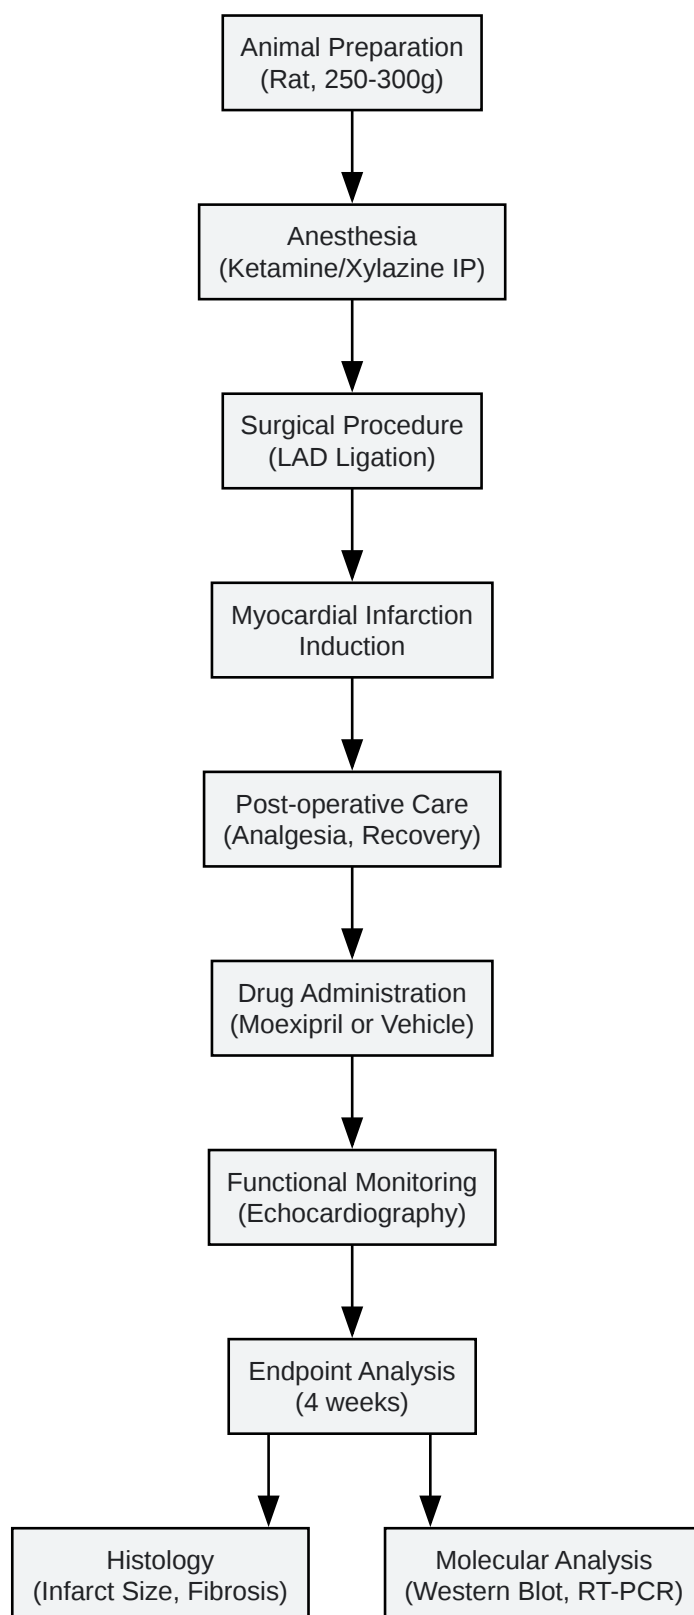 Animal Preparation
(Rat, 250-300g)
Anesthesia
(Ketamine/Xylazine IP)
Surgical Procedure
(LAD Ligation)
Myocardial Infarction
Induction
Post-operative Care
(Analgesia, Recovery)
Drug Administration
(Moexipril or Vehicle)
Functional Monitoring
(Echocardiography)
Endpoint Analysis
(4 weeks)
Histology
(Infarct Size, Fibrosis)
Molecular Analysis
(Western Blot, RT-PCR)